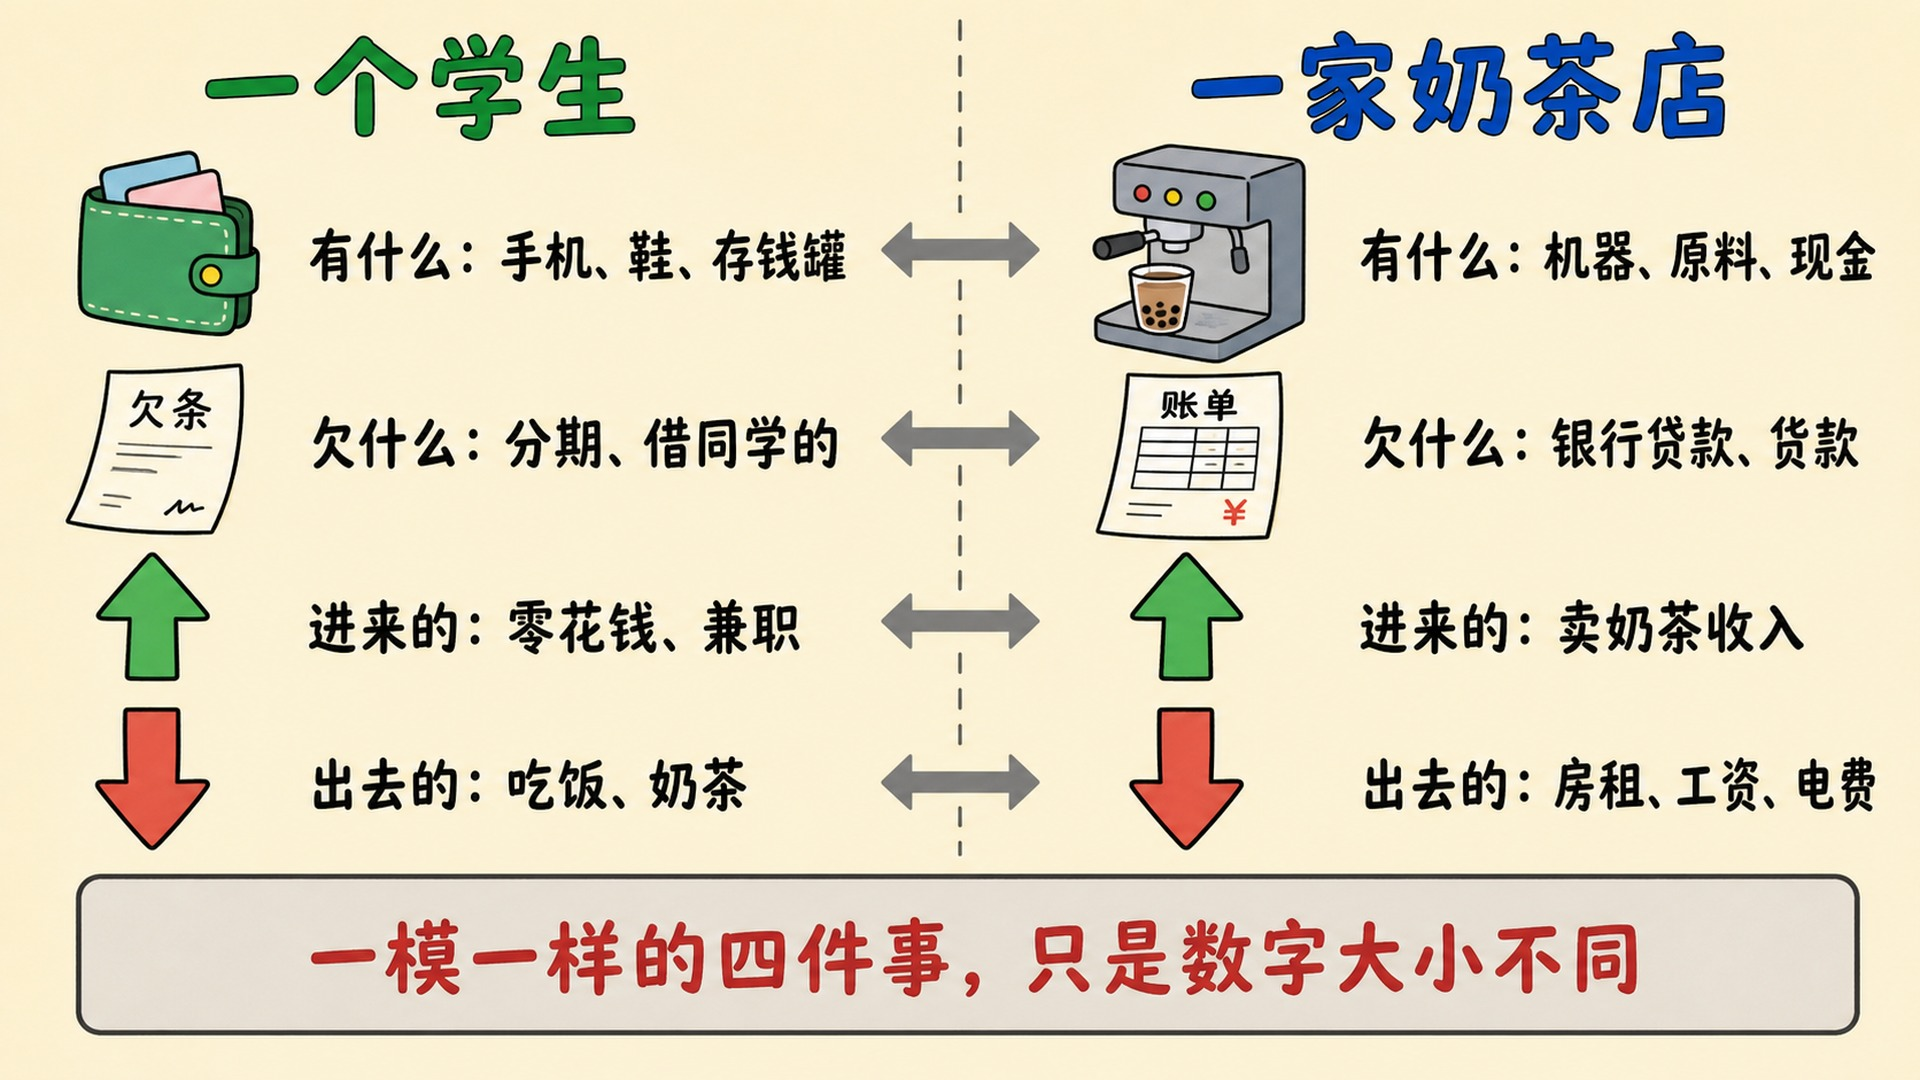 一个学生
一家奶茶店
有什么：手机、鞋、存钱罐
有什么：机器、原料、现金
欠条
欠什么：分期、借同学的
账单
¥
欠什么：银行贷款、货款
进来的：零花钱、兼职
进来的：卖奶茶收入
出去的：吃饭、奶茶
出去的：房租、工资、电费
一模一样的四件事，只是数字大小不同